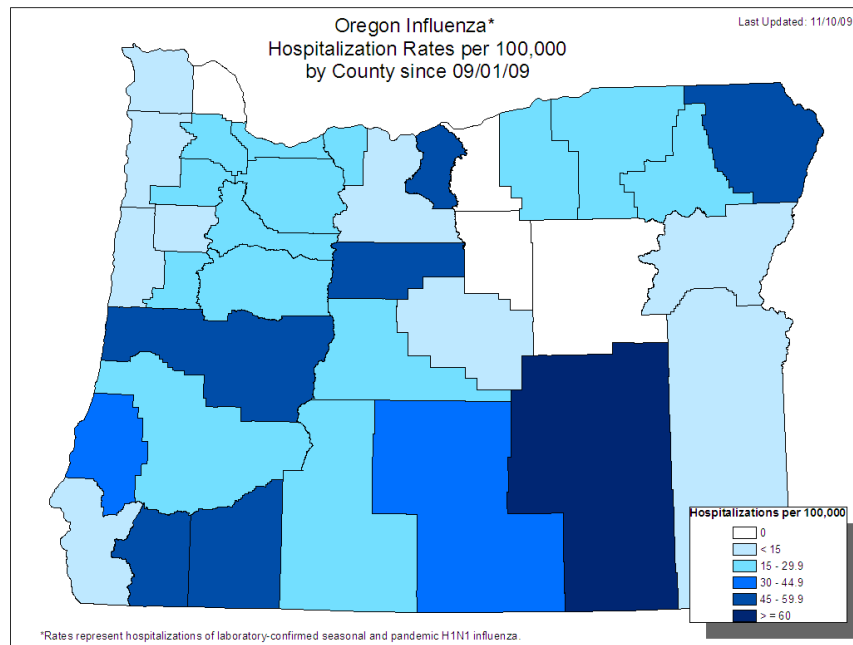 Oregon Influenza*
Hospitalization Rates per 100,000
by County since 09/01/09
Last Updated: 11/10/09
Hospitalizations per 100,000
0
< 15
15 - 29.9
30 - 44.9
45 - 59.9
> = 60
*Rates represent hospitalizations of laboratory-confirmed seasonal and pandemic H1N1 influenza.